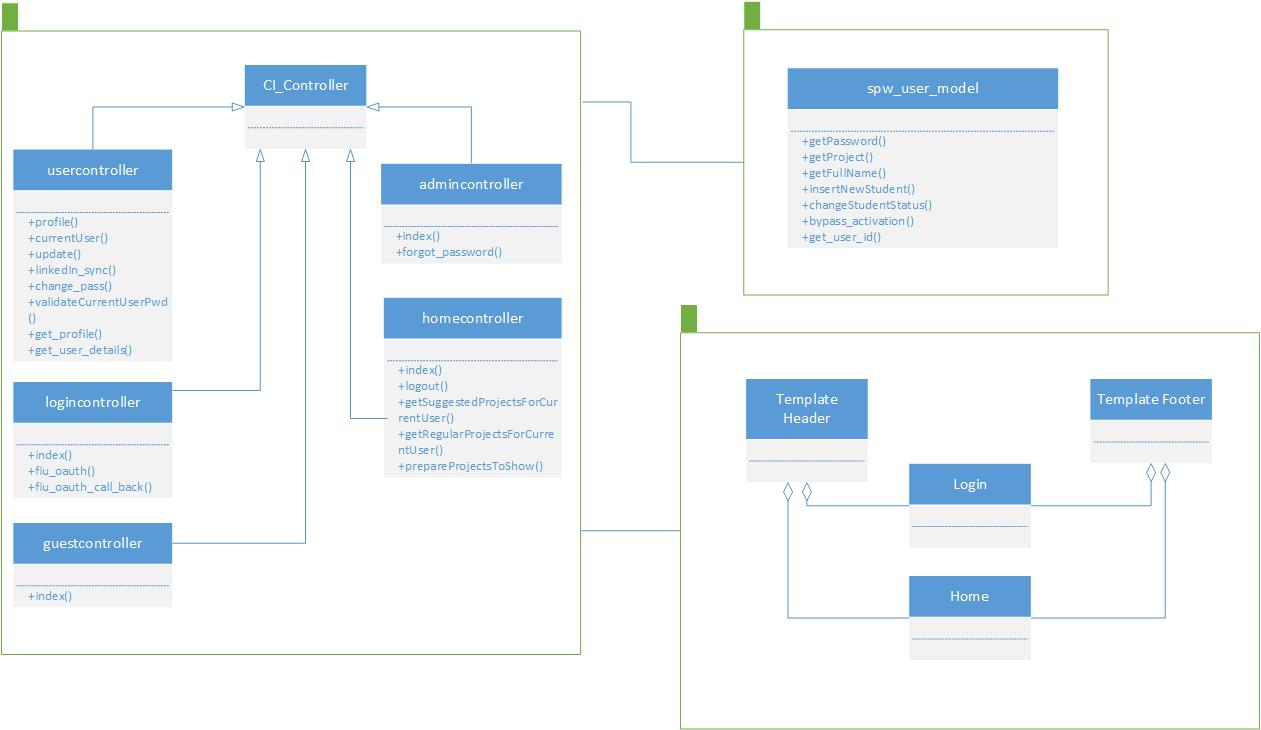 CI_Controller
usercontroller
+profile()
+currentUser()
+update()
+linkedIn_sync()
+change_pass()
+validateCurrentUserPwd
()
+get_profile()
+get_user_details()
logincontroller
+index()
+fiu_oauth()
+fiu_oauth_call_back()
guestcontroller
+index()
admincontroller
+index()
+forgot_password()
homecontroller
+index()
+logout()
+getSuggestedProjectsForCur
rentUser()
+getRegularProjectsForCurre
ntUser()
+prepareProjectsToShow()
spw_user_model
+getPassword()
+getProject()
+getFullName()
+insertNewStudent()
+changeStudentStatus()
+bypass_activation()
+get_user_id()
Template
Header
Template Footer
Login
Home